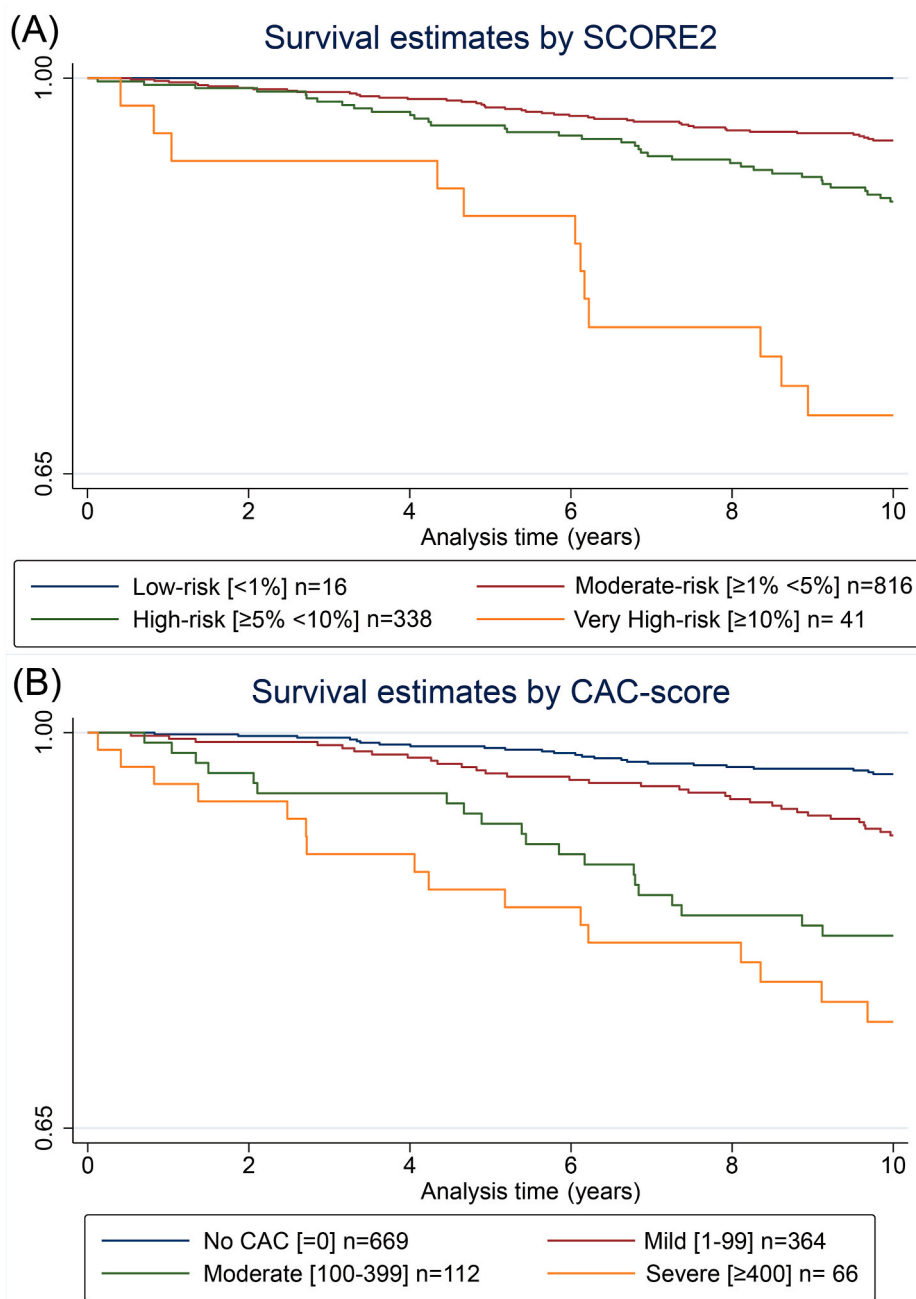 (A)
Survival estimates by SCORE2
1.00
0.65
0 2 4 6 8 10
Analysis time (years)
Low-risk [<1%] n=16 Moderate-risk [≥1% <5%] n=816
High-risk [≥5% <10%] n=338 Very High-risk [≥10%] n= 41
(B)
Survival estimates by CAC-score
1.00
0.65
0 2 4 6 8 10
Analysis time (years)
No CAC [=0] n=669 Mild [1-99] n=364
Moderate [100-399] n=112 Severe [≥400] n= 66